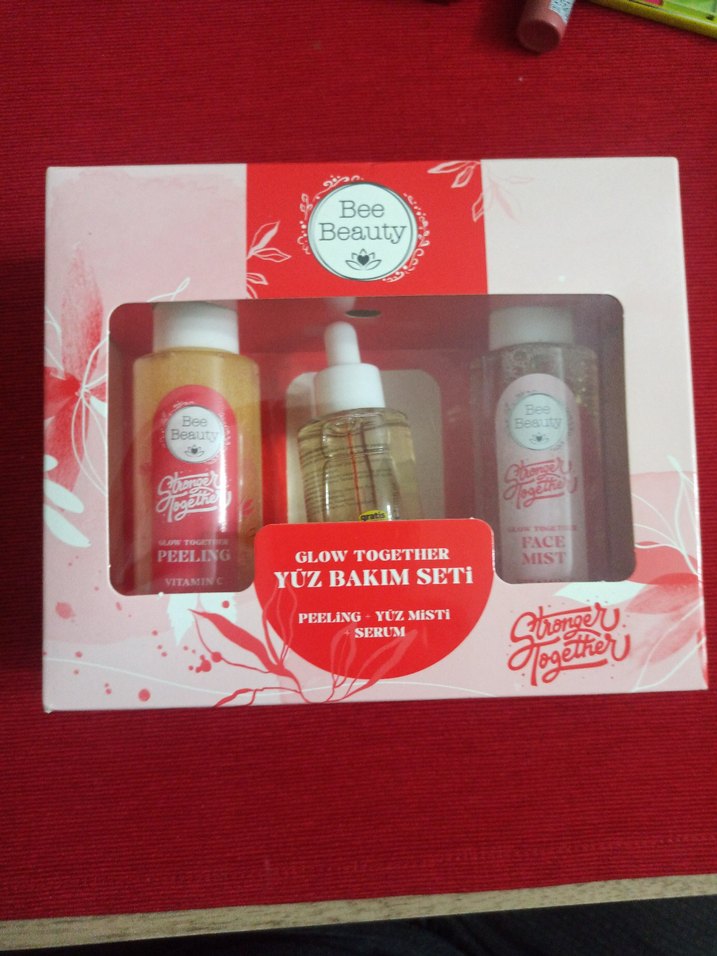 Bee
Beauty
Bee
Beauty
Stronger
Together
GLOW TOGETHER
PEELING
VITAMIN C
gratis
Bee
Beauty
Stronger
Together
GLOW TOGETHER
FACE
MIST
GLOW TOGETHER
YÜZ BAKIM SETİ
PEELİNG + YÜZ MİSTİ
+ SERUM
Stronger
Together